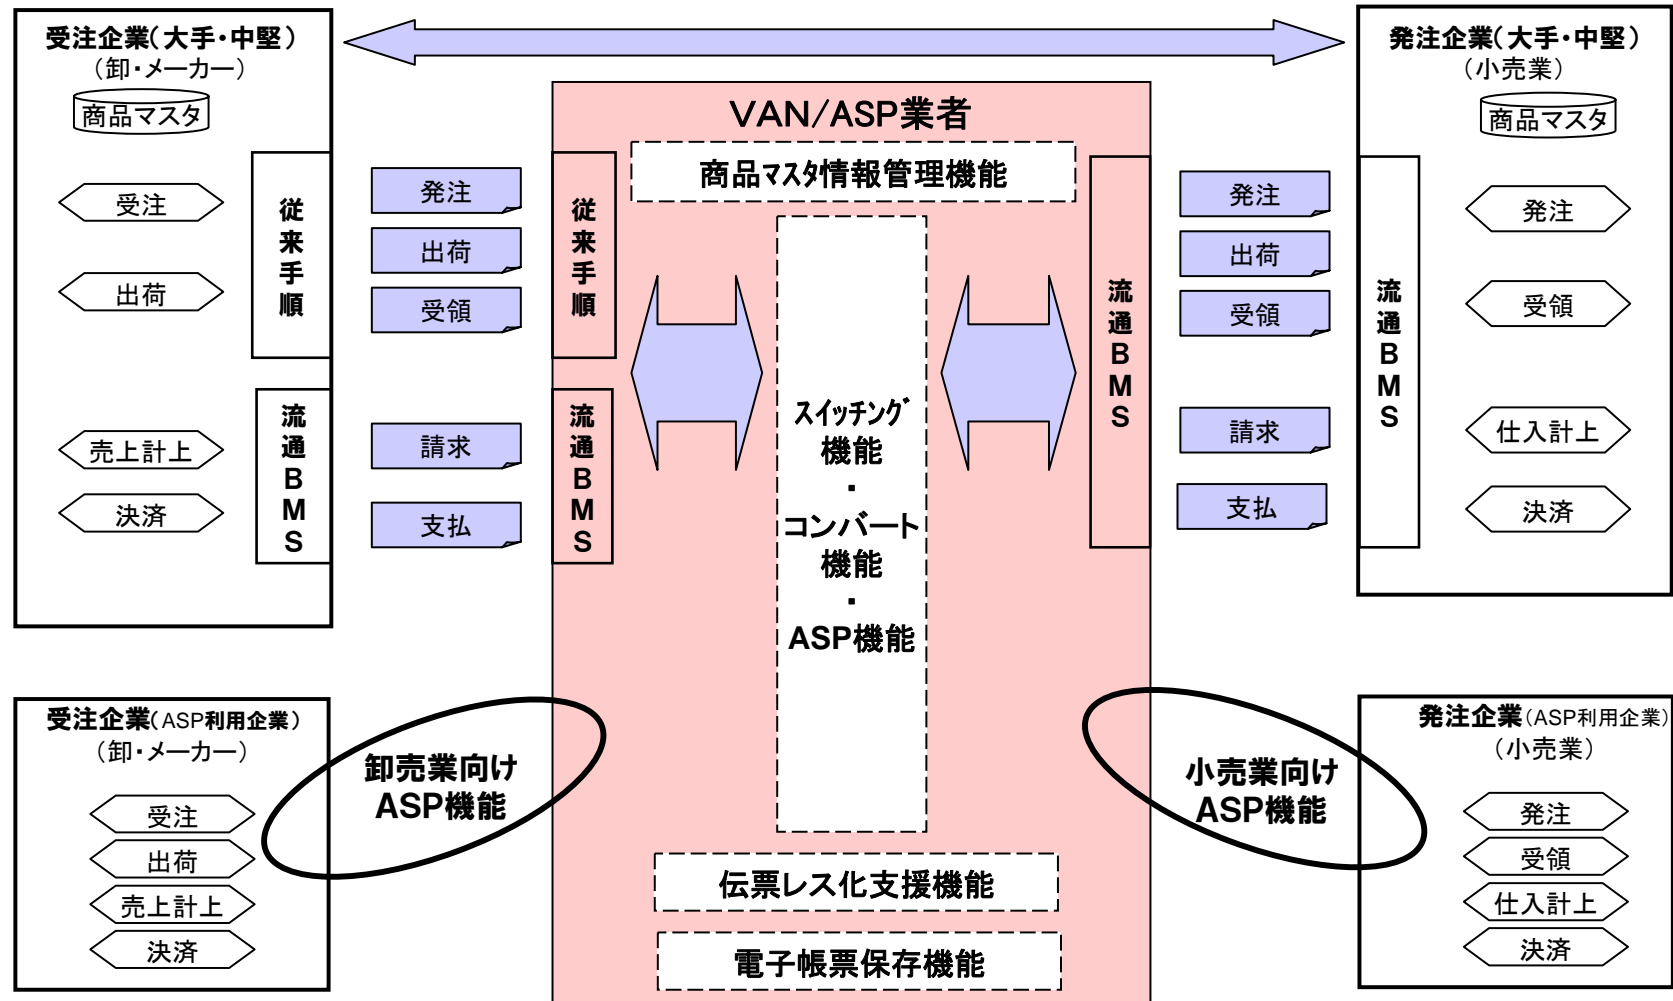 受注企業(大手・中堅)
(卸・メーカー)
商品マスタ
受注
出荷
売上計上
決済
従来手順
流通BMS
発注
出荷
受領
請求
支払
VAN/ASP業者
商品マスタ情報管理機能
従来手順
流通BMS
スイッチング
機能
・
コンバート
機能
・
ASP機能
流通BMS
伝票レス化支援機能
電子帳票保存機能
発注
出荷
受領
請求
支払
発注企業(大手・中堅)
(小売業)
商品マスタ
流通BMS
発注
受領
仕入計上
決済
受注企業(ASP利用企業)
(卸・メーカー)
受注
出荷
売上計上
決済
卸売業向け
ASP機能
小売業向け
ASP機能
発注企業(ASP利用企業)
(小売業)
発注
受領
仕入計上
決済